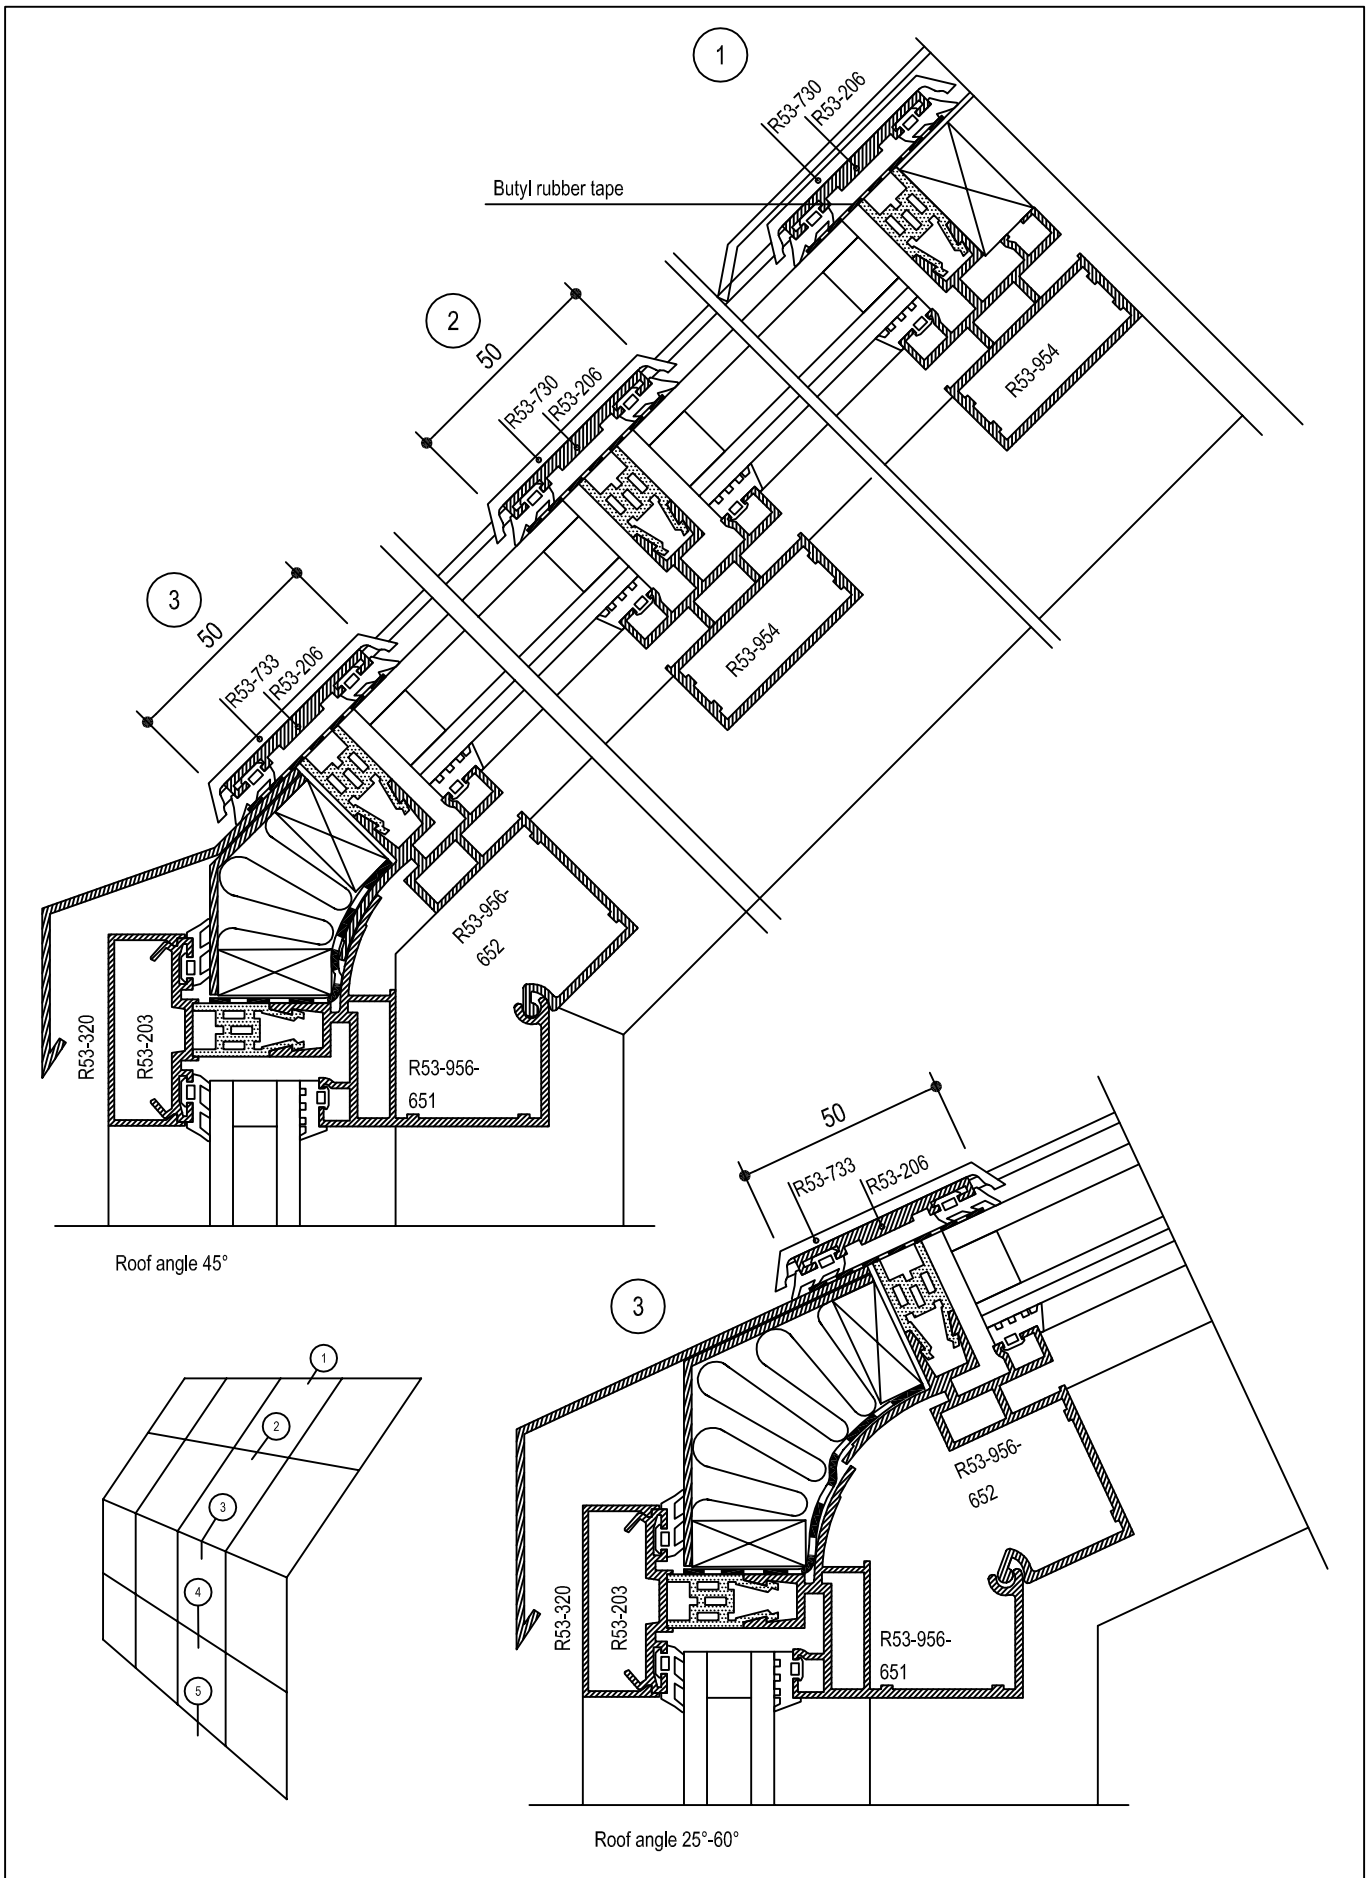 1
R53-730
R53-206
Butyl rubber tape
R53-954
2
50
R53-730
R53-206
R53-954
3
50
R53-733
R53-206
R53-956-
652
R53-320
R53-203
R53-956-
651
Roof angle 45°
50
R53-733
R53-206
3
R53-956-
652
R53-320
R53-203
R53-956-
651
Roof angle 25°-60°
1
2
3
4
5